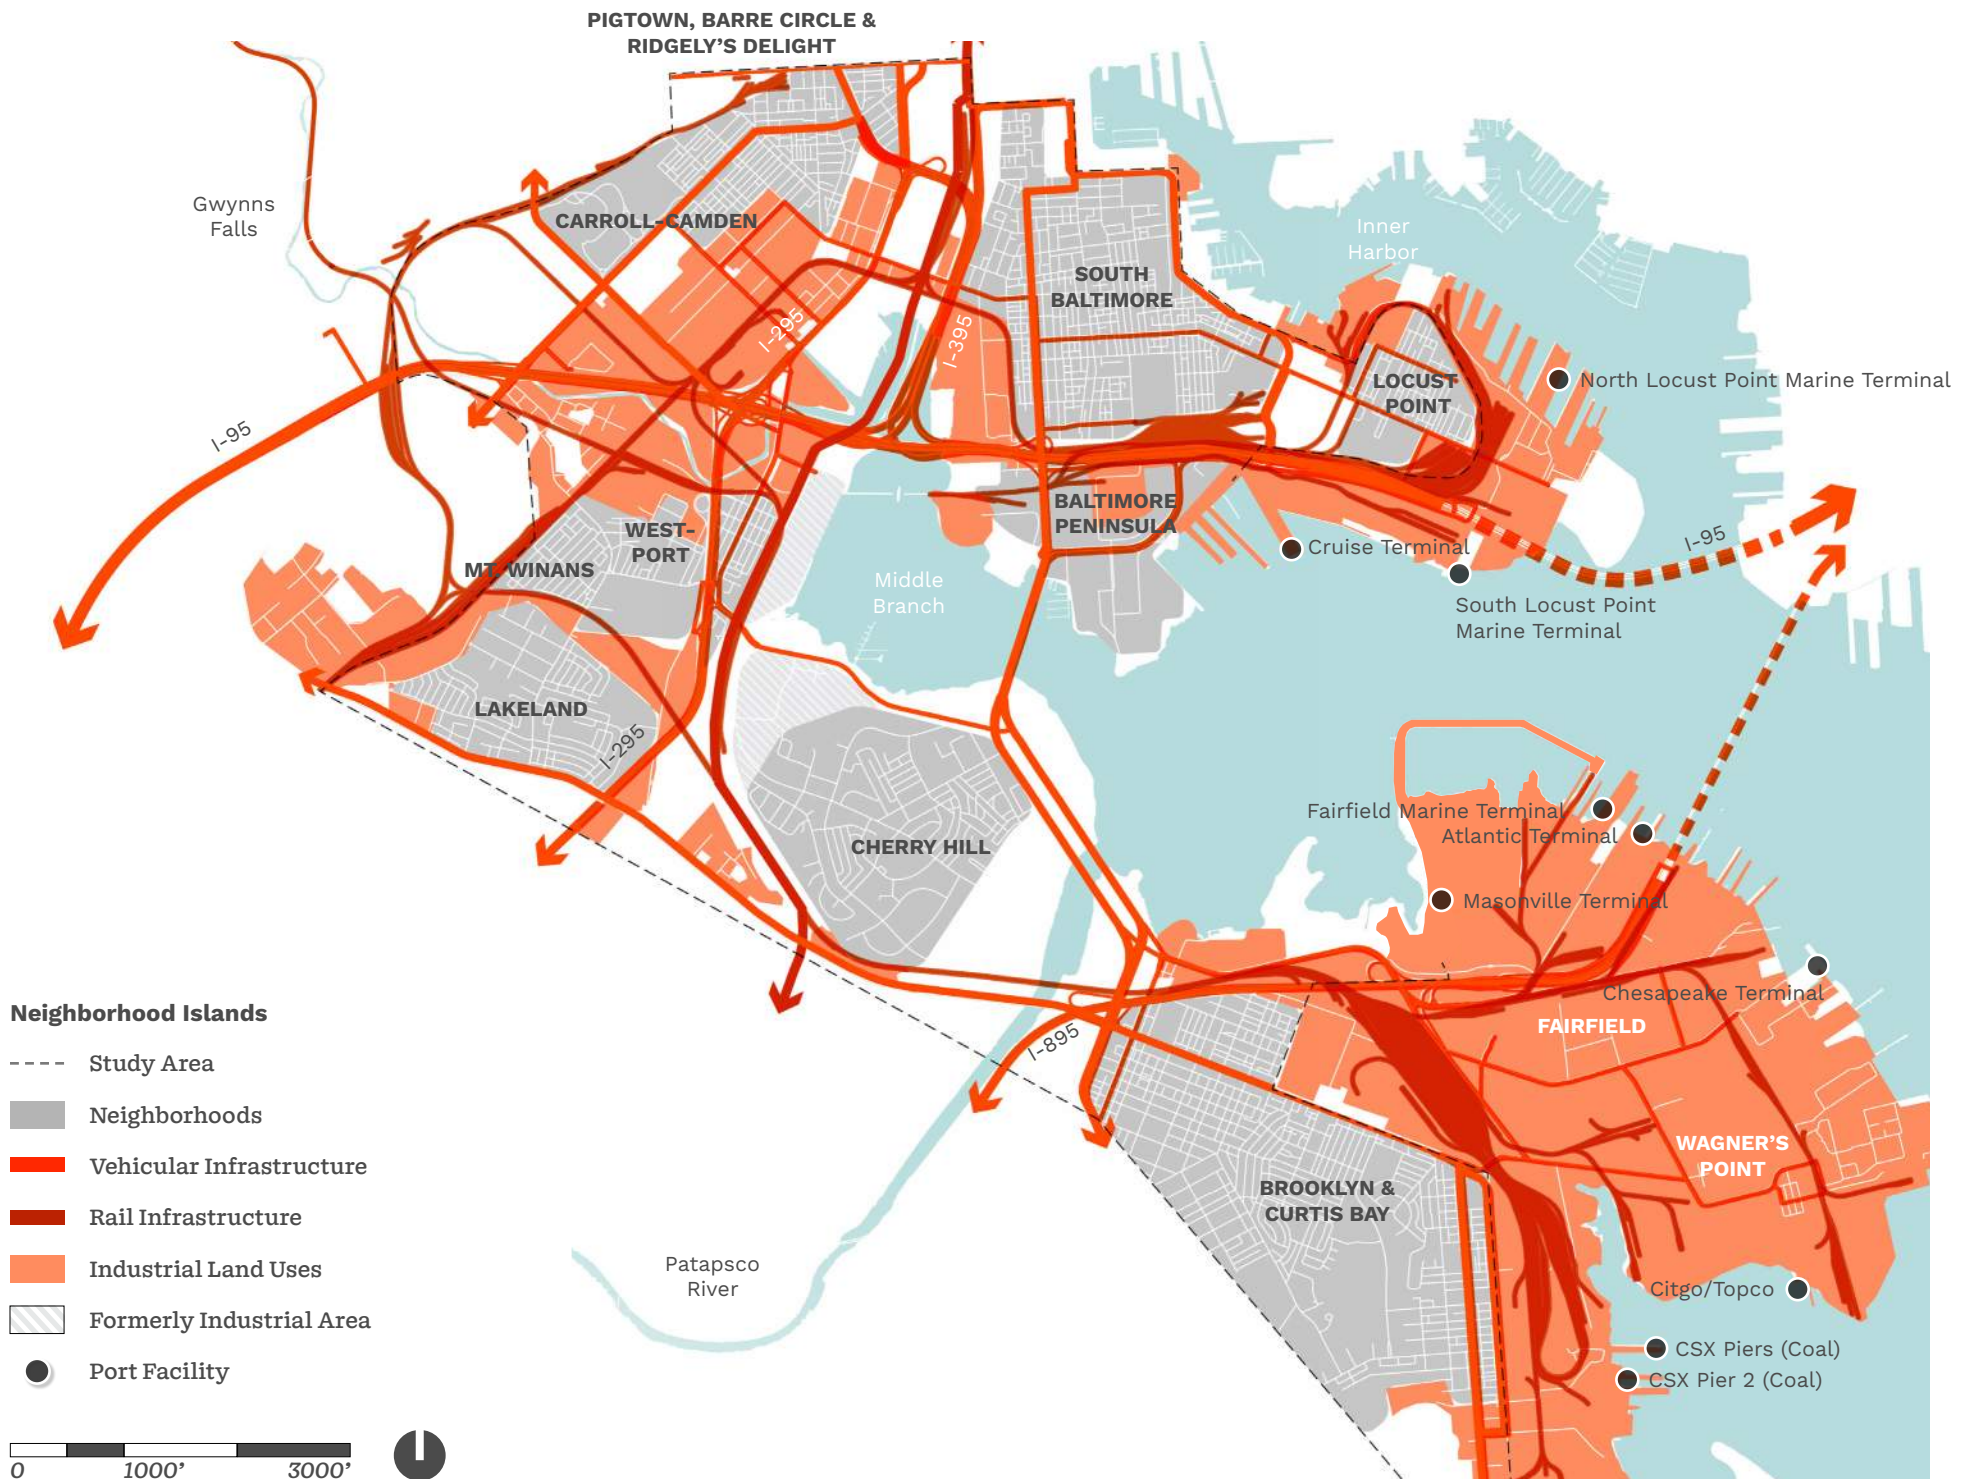 PIGTOWN, BARRE CIRCLE &
RIDGELY'S DELIGHT
Gwynns
Falls
CARROLL-CAMDEN
Inner
Harbor
SOUTH
BALTIMORE
I-295
I-395
LOCUST
POINT
North Locust Point Marine Terminal
I-95
BALTIMORE
PENINSULA
WEST-
PORT
MT. WINANS
Cruise Terminal
I-95
Middle
Branch
South Locust Point
Marine Terminal
LAKELAND
I-295
CHERRY HILL
Fairfield Marine Terminal
Atlantic Terminal
Masonville Terminal
Chesapeake Terminal
FAIRFIELD
I-895
WAGNER'S
POINT
BROOKLYN &
CURTIS BAY
Patapsco
River
Citgo/Topco
CSX Piers (Coal)
CSX Pier 2 (Coal)
Neighborhood Islands
Study Area
Neighborhoods
Vehicular Infrastructure
Rail Infrastructure
Industrial Land Uses
Formerly Industrial Area
Port Facility
0 1000' 3000'